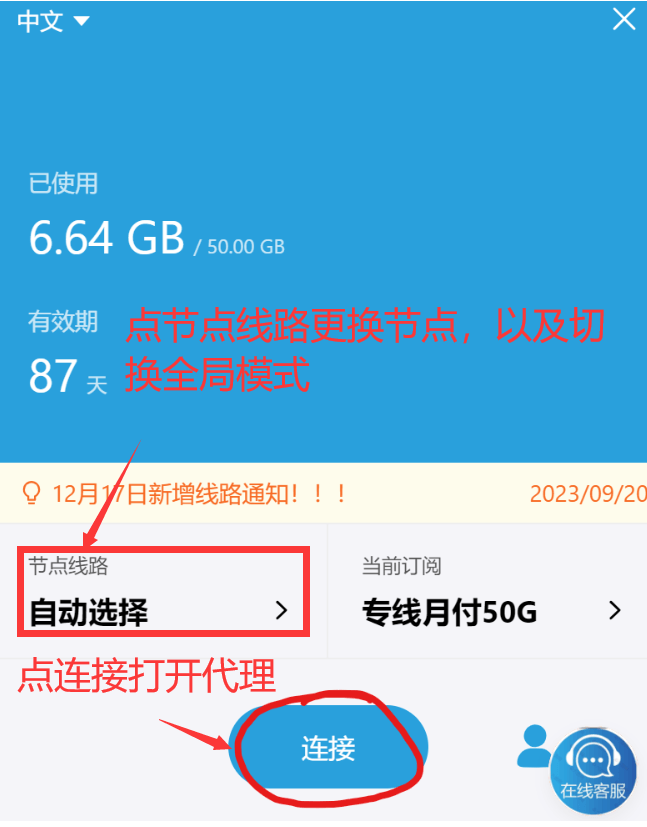 中文
已使用
6.64 GB / 50.00 GB
有效期
87 天
点节点线路更换节点，以及切
换全局模式
12月17日新增线路通知！！！ 2023/09/20
节点线路
自动选择
当前订阅
专线月付50G
点连接打开代理
连接
在线客服